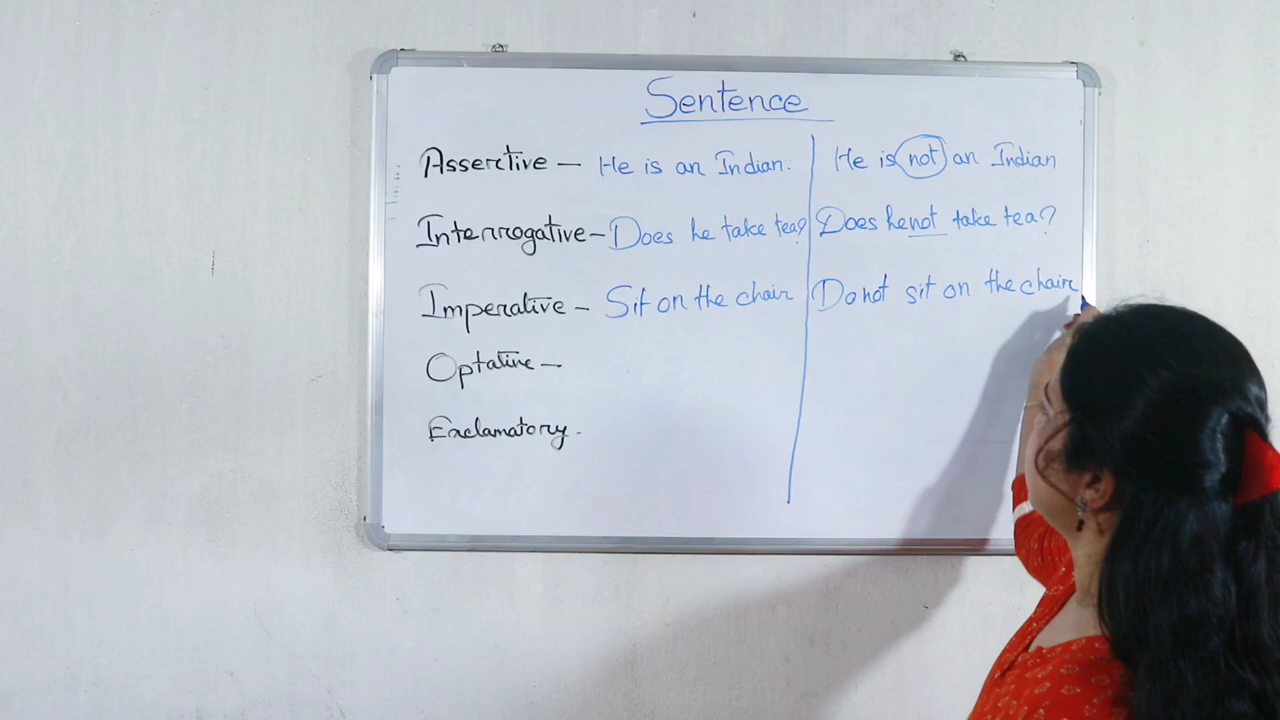 Sentence
Assertive – He is an Indian. He is not an Indian
Interrogative – Does he take tea? Does he not take tea?
Imperative – Sit on the chair Do not sit on the chair
Optative –
Exclamatory -